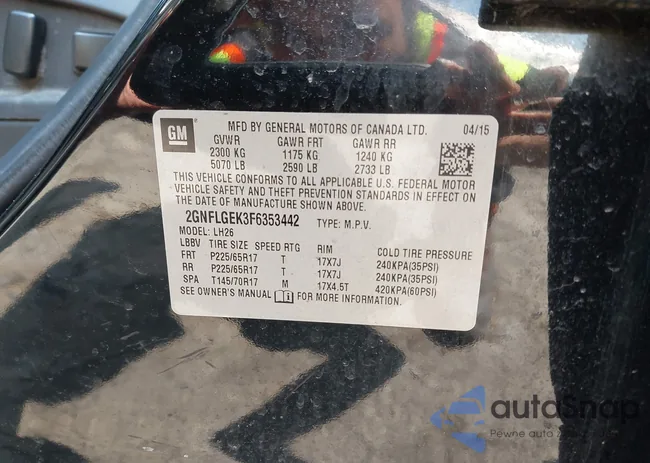 GM
MFD BY GENERAL MOTORS OF CANADA LTD. 04/15
GVWR GAWR FRT GAWR RR
2300 KG 1175 KG 1240 KG
5070 LB 2590 LB 2733 LB
THIS VEHICLE CONFORMS TO ALL APPLICABLE U.S. FEDERAL MOTOR
VEHICLE SAFETY AND THEFT PREVENTION STANDARDS IN EFFECT ON
THE DATE OF MANUFACTURE SHOWN ABOVE.
2GNFLGEK3F6353442 TYPE: M.P.V.
MODEL: LH26
LBBV TIRE SIZE SPEED RTG RIM COLD TIRE PRESSURE
FRT P225/65R17 T 17X7J 240KPA(35PSI)
RR P225/65R17 T 17X7J 240KPA(35PSI)
SPA T145/70R17 M 17X4.5T 420KPA(60PSI)
SEE OWNER'S MANUAL FOR MORE INFORMATION.
autoSnap
Pewne auto